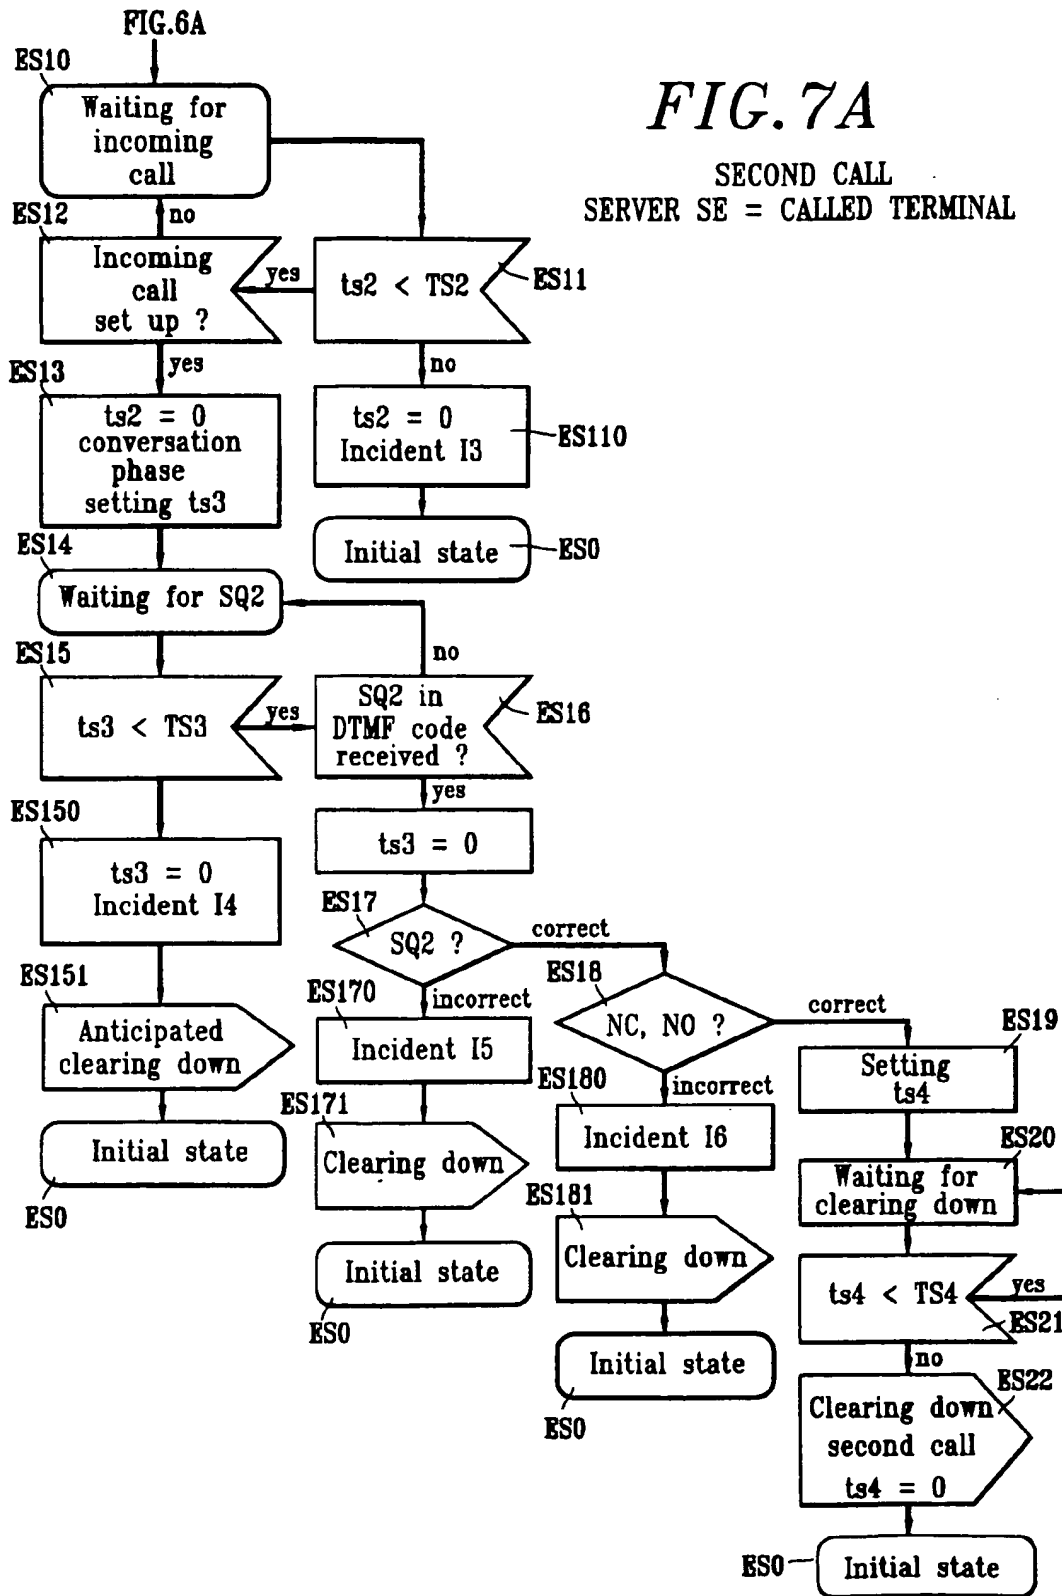 FIG.6A
FIG.7A
SECOND CALL
SERVER SE = CALLED TERMINAL
ES10
Waiting for
incoming
call
no
ES12
Incoming
call
set up ?
yes
ts2 < TS2
ES11
yes
no
ES13
ts2 = 0
conversation
phase
setting ts3
ts2 = 0
Incident I3
ES110
ES14
Waiting for SQ2
Initial state
ES0
no
ES15
ts3 < TS3
yes
SQ2 in
DTMF code
received ?
ES16
yes
ES150
ts3 = 0
Incident I4
ts3 = 0
ES17
SQ2 ?
correct
incorrect
ES151
Anticipated
clearing down
ES170
Incident I5
ES18
NC, NO ?
correct
incorrect
ES19
Setting
ts4
Initial state
ES0
ES171
Clearing down
ES180
Incident I6
ES20
Waiting for
clearing down
Initial state
ES0
ES181
Clearing down
ts4 < TS4
yes
ES21
no
Initial state
ES0
ES22
Clearing down
second call
ts4 = 0
ES0
Initial state